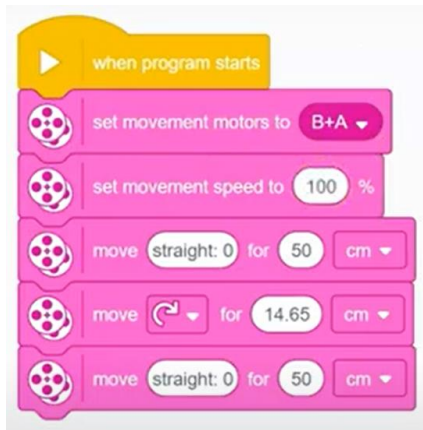 when program starts
set movement motors to B+A
set movement speed to 100 %
move straight: 0 for 50 cm
move for 14.65 cm
move straight: 0 for 50 cm